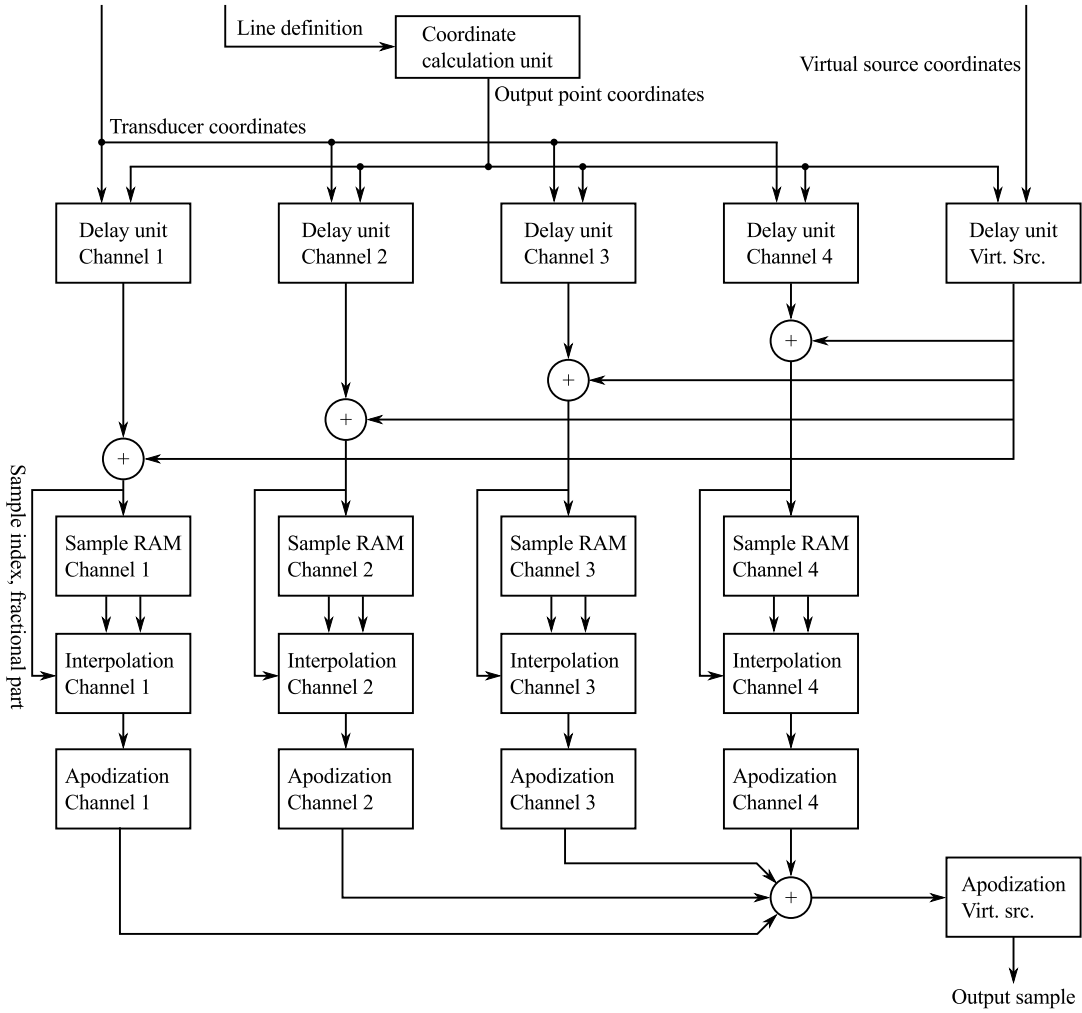 Line definition
Coordinate
calculation unit
Virtual source coordinates
Output point coordinates
Transducer coordinates
Delay unit
Channel 1
Delay unit
Channel 2
Delay unit
Channel 3
Delay unit
Channel 4
Delay unit
Virt. Src.
+
+
+
+
Sample index, fractional part
Sample RAM
Channel 1
Sample RAM
Channel 2
Sample RAM
Channel 3
Sample RAM
Channel 4
Interpolation
Channel 1
Interpolation
Channel 2
Interpolation
Channel 3
Interpolation
Channel 4
Apodization
Channel 1
Apodization
Channel 2
Apodization
Channel 3
Apodization
Channel 4
+
Apodization
Virt. src.
Output sample